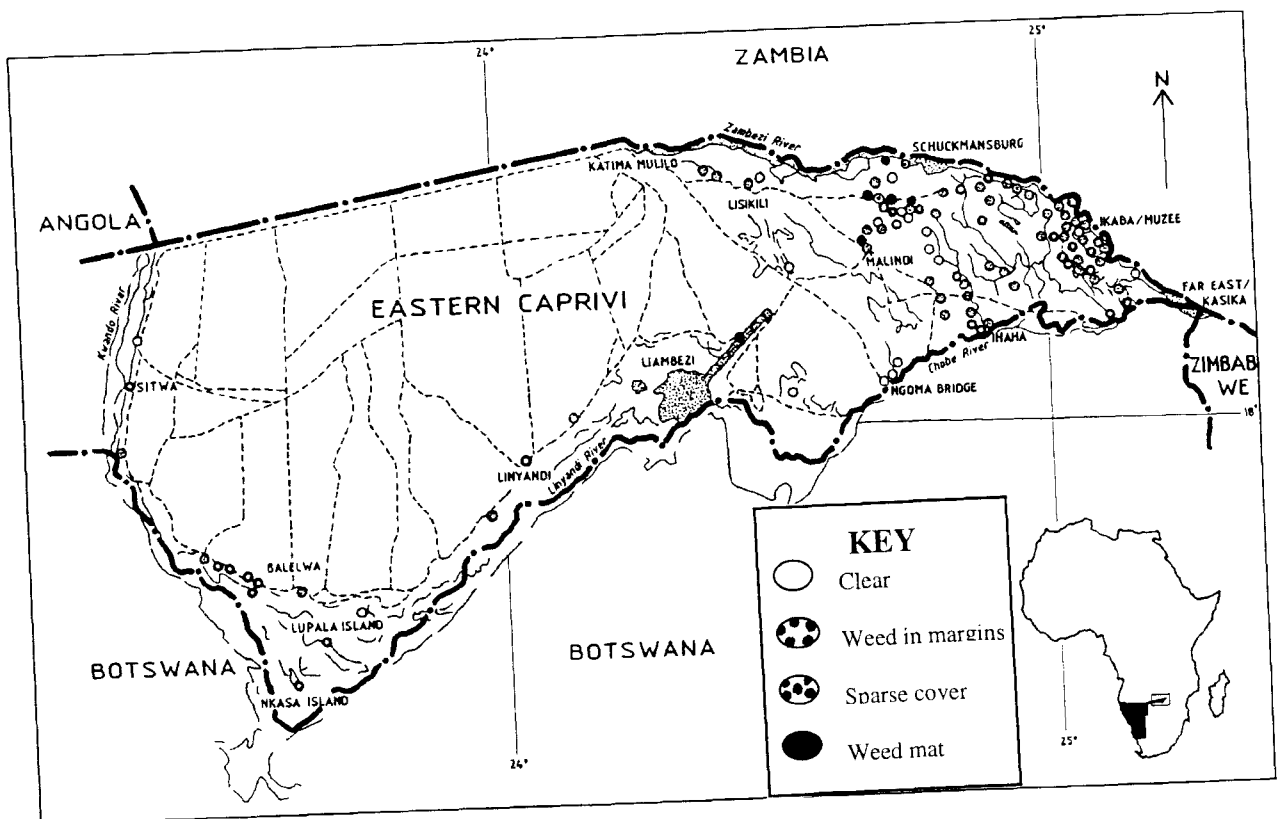 24°
25°
ZAMBIA
N
Zambezi River
SCHUCKMANSBURG
KATIMA MULILO
LISIKILI
ANGOLA
IKABA/MUZEE
MALINDI
Kwando River
EASTERN CAPRIVI
FAR EAST/
KASIKA
IHAHA
LIAMBEZI
Chobe River
ZIMBAB
WE
SITWA
NGOMA BRIDGE
18°
LINYANDI
Linyandi River
KEY
Clear
BALELWA
LUPALA ISLAND
Weed in margins
BOTSWANA
BOTSWANA
NKASA ISLAND
Sparse cover
Weed mat
25°
24°